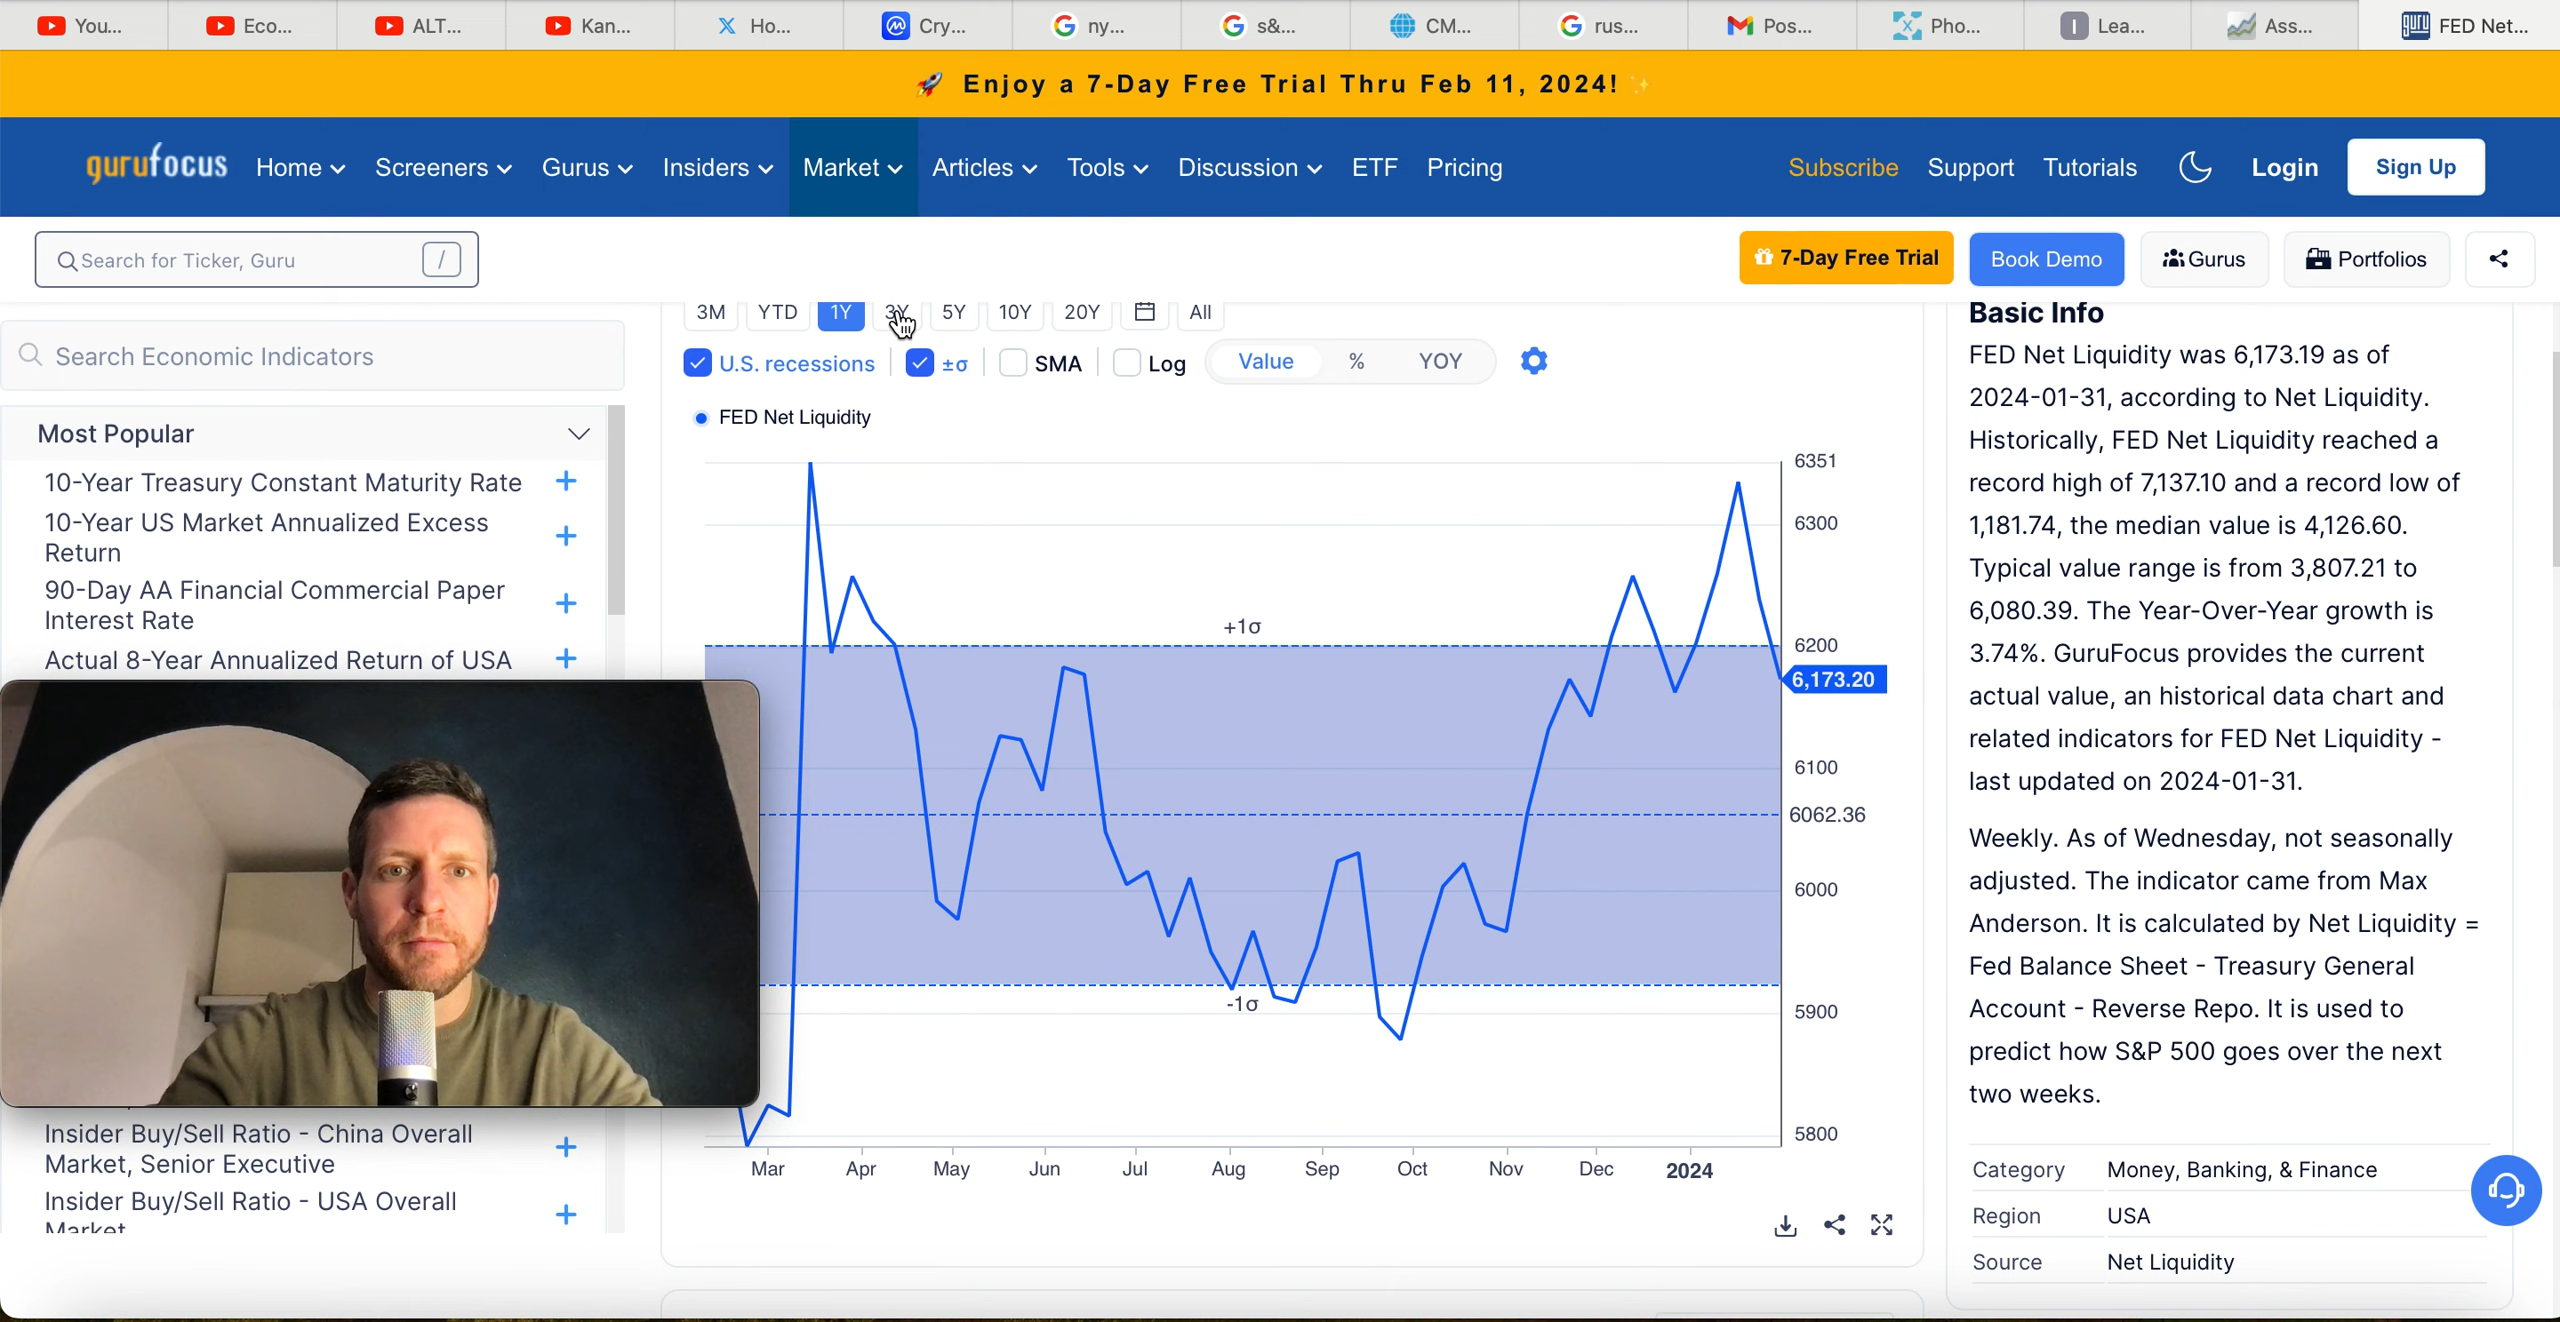 You...
Eco...
ALT...
Kan...
Ho...
Cry...
ny...
s&...
CM...
rus...
Pos...
Pho...
Lea...
Ass...
FED Net...
🚀 Enjoy a 7-Day Free Trial Thru Feb 11, 2024! ✨
gurufocus
Home
Screeners
Gurus
Insiders
Market
Articles
Tools
Discussion
ETF
Pricing
Subscribe
Support
Tutorials
Login
Sign Up
Search for Ticker, Guru
/
7-Day Free Trial
Book Demo
Gurus
Portfolios
Search Economic Indicators
Most Popular
10-Year Treasury Constant Maturity Rate
10-Year US Market Annualized Excess
Return
90-Day AA Financial Commercial Paper
Interest Rate
Actual 8-Year Annualized Return of USA
Insider Buy/Sell Ratio - China Overall
Market, Senior Executive
Insider Buy/Sell Ratio - USA Overall
Market
3M
YTD
1Y
3Y
5Y
10Y
20Y
All
U.S. recessions
±σ
SMA
Log
Value
%
YOY
FED Net Liquidity
6351
6300
+1σ
6200
6,173.20
6100
6062.36
6000
-1σ
5900
5800
Mar
Apr
May
Jun
Jul
Aug
Sep
Oct
Nov
Dec
2024
Basic Info
FED Net Liquidity was 6,173.19 as of
2024-01-31, according to Net Liquidity.
Historically, FED Net Liquidity reached a
record high of 7,137.10 and a record low of
1,181.74, the median value is 4,126.60.
Typical value range is from 3,807.21 to
6,080.39. The Year-Over-Year growth is
3.74%. GuruFocus provides the current
actual value, an historical data chart and
related indicators for FED Net Liquidity -
last updated on 2024-01-31.
Weekly. As of Wednesday, not seasonally
adjusted. The indicator came from Max
Anderson. It is calculated by Net Liquidity =
Fed Balance Sheet - Treasury General
Account - Reverse Repo. It is used to
predict how S&P 500 goes over the next
two weeks.
Category Money, Banking, & Finance
Region USA
Source Net Liquidity